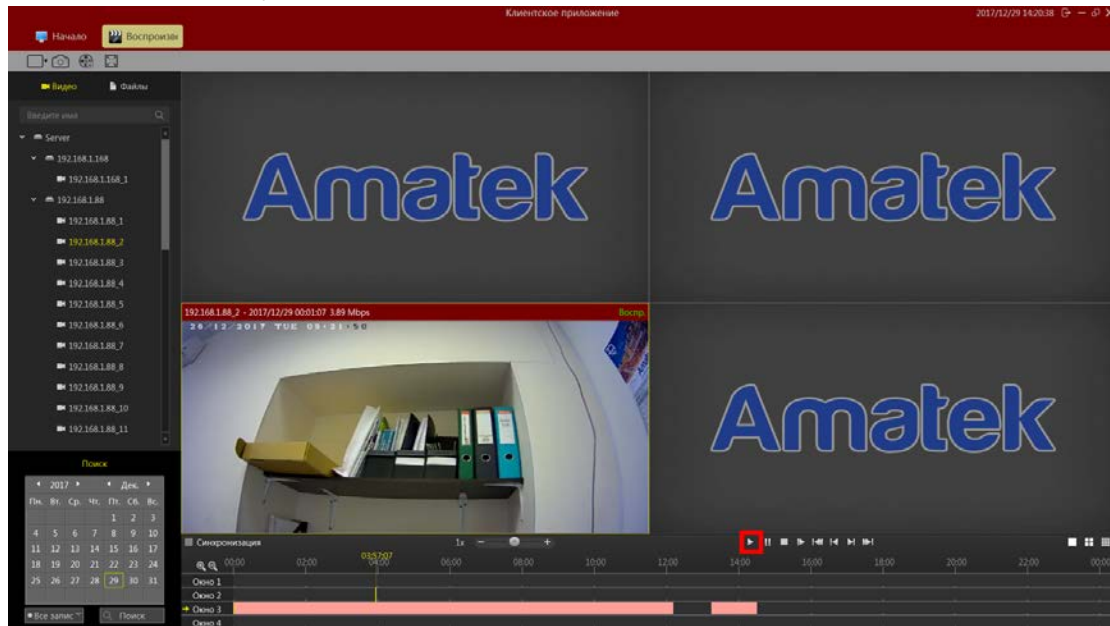 Клиентское приложение
2017/12/29 14:20:38
Начало
Воспроизв
Видео
Файлы
Введите имя
Server
192.168.1.168
192.168.1.168_1
192.168.1.88
192.168.1.88_1
192.168.1.88_2
192.168.1.88_3
192.168.1.88_4
192.168.1.88_5
192.168.1.88_6
192.168.1.88_7
192.168.1.88_8
192.168.1.88_9
192.168.1.88_10
192.168.1.88_11
Amatek
Amatek
192.168.1.88_2 - 2017/12/29 00:01:07 3.89 Mbps
Воспр.
26/12/2017 TUE 09:21:50
Amatek
Поиск
2017 Дек.
Пн. Вт. Ср. Чт. Пт. Сб. Вс.
1 2 3
4 5 6 7 8 9 10
11 12 13 14 15 16 17
18 19 20 21 22 23 24
25 26 27 28 29 30 31
Все запис
Поиск
Синхронизация
1x
03:57:07
00:00 02:00 04:00 06:00 08:00 10:00 12:00 14:00 16:00 18:00 20:00 22:00 00:00
Окно 1
Окно 2
Окно 3
Окно 4